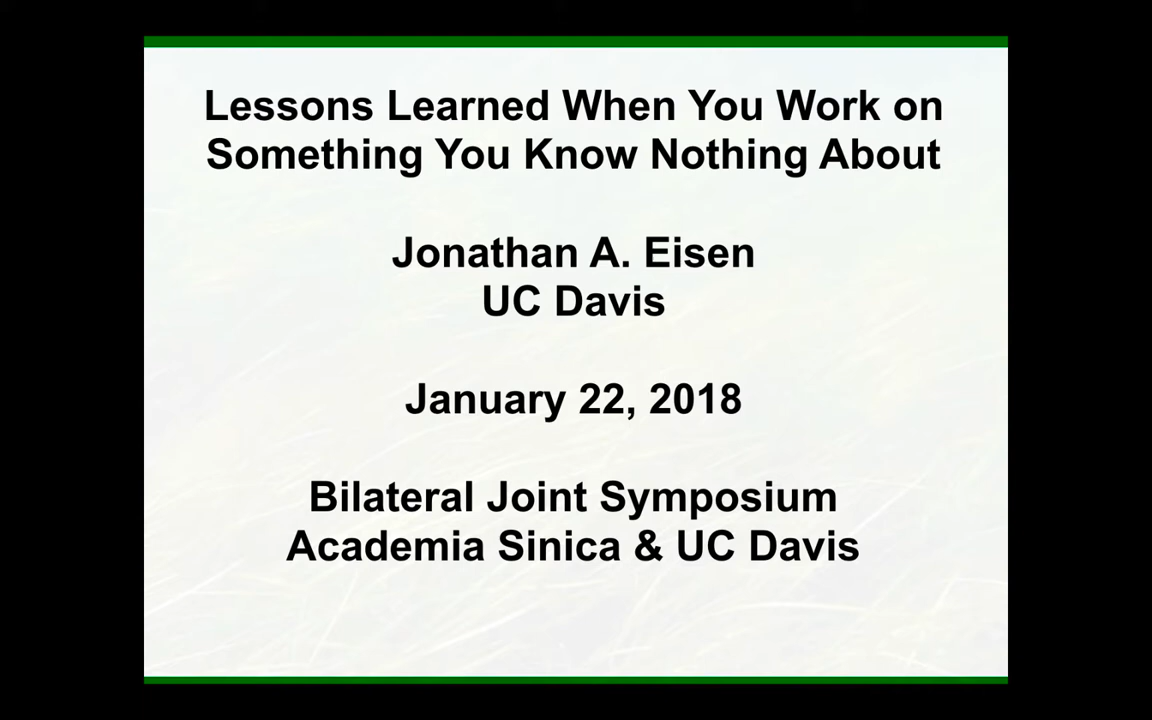 Lessons Learned When You Work on
Something You Know Nothing About
Jonathan A. Eisen
UC Davis
January 22, 2018
Bilateral Joint Symposium
Academia Sinica & UC Davis